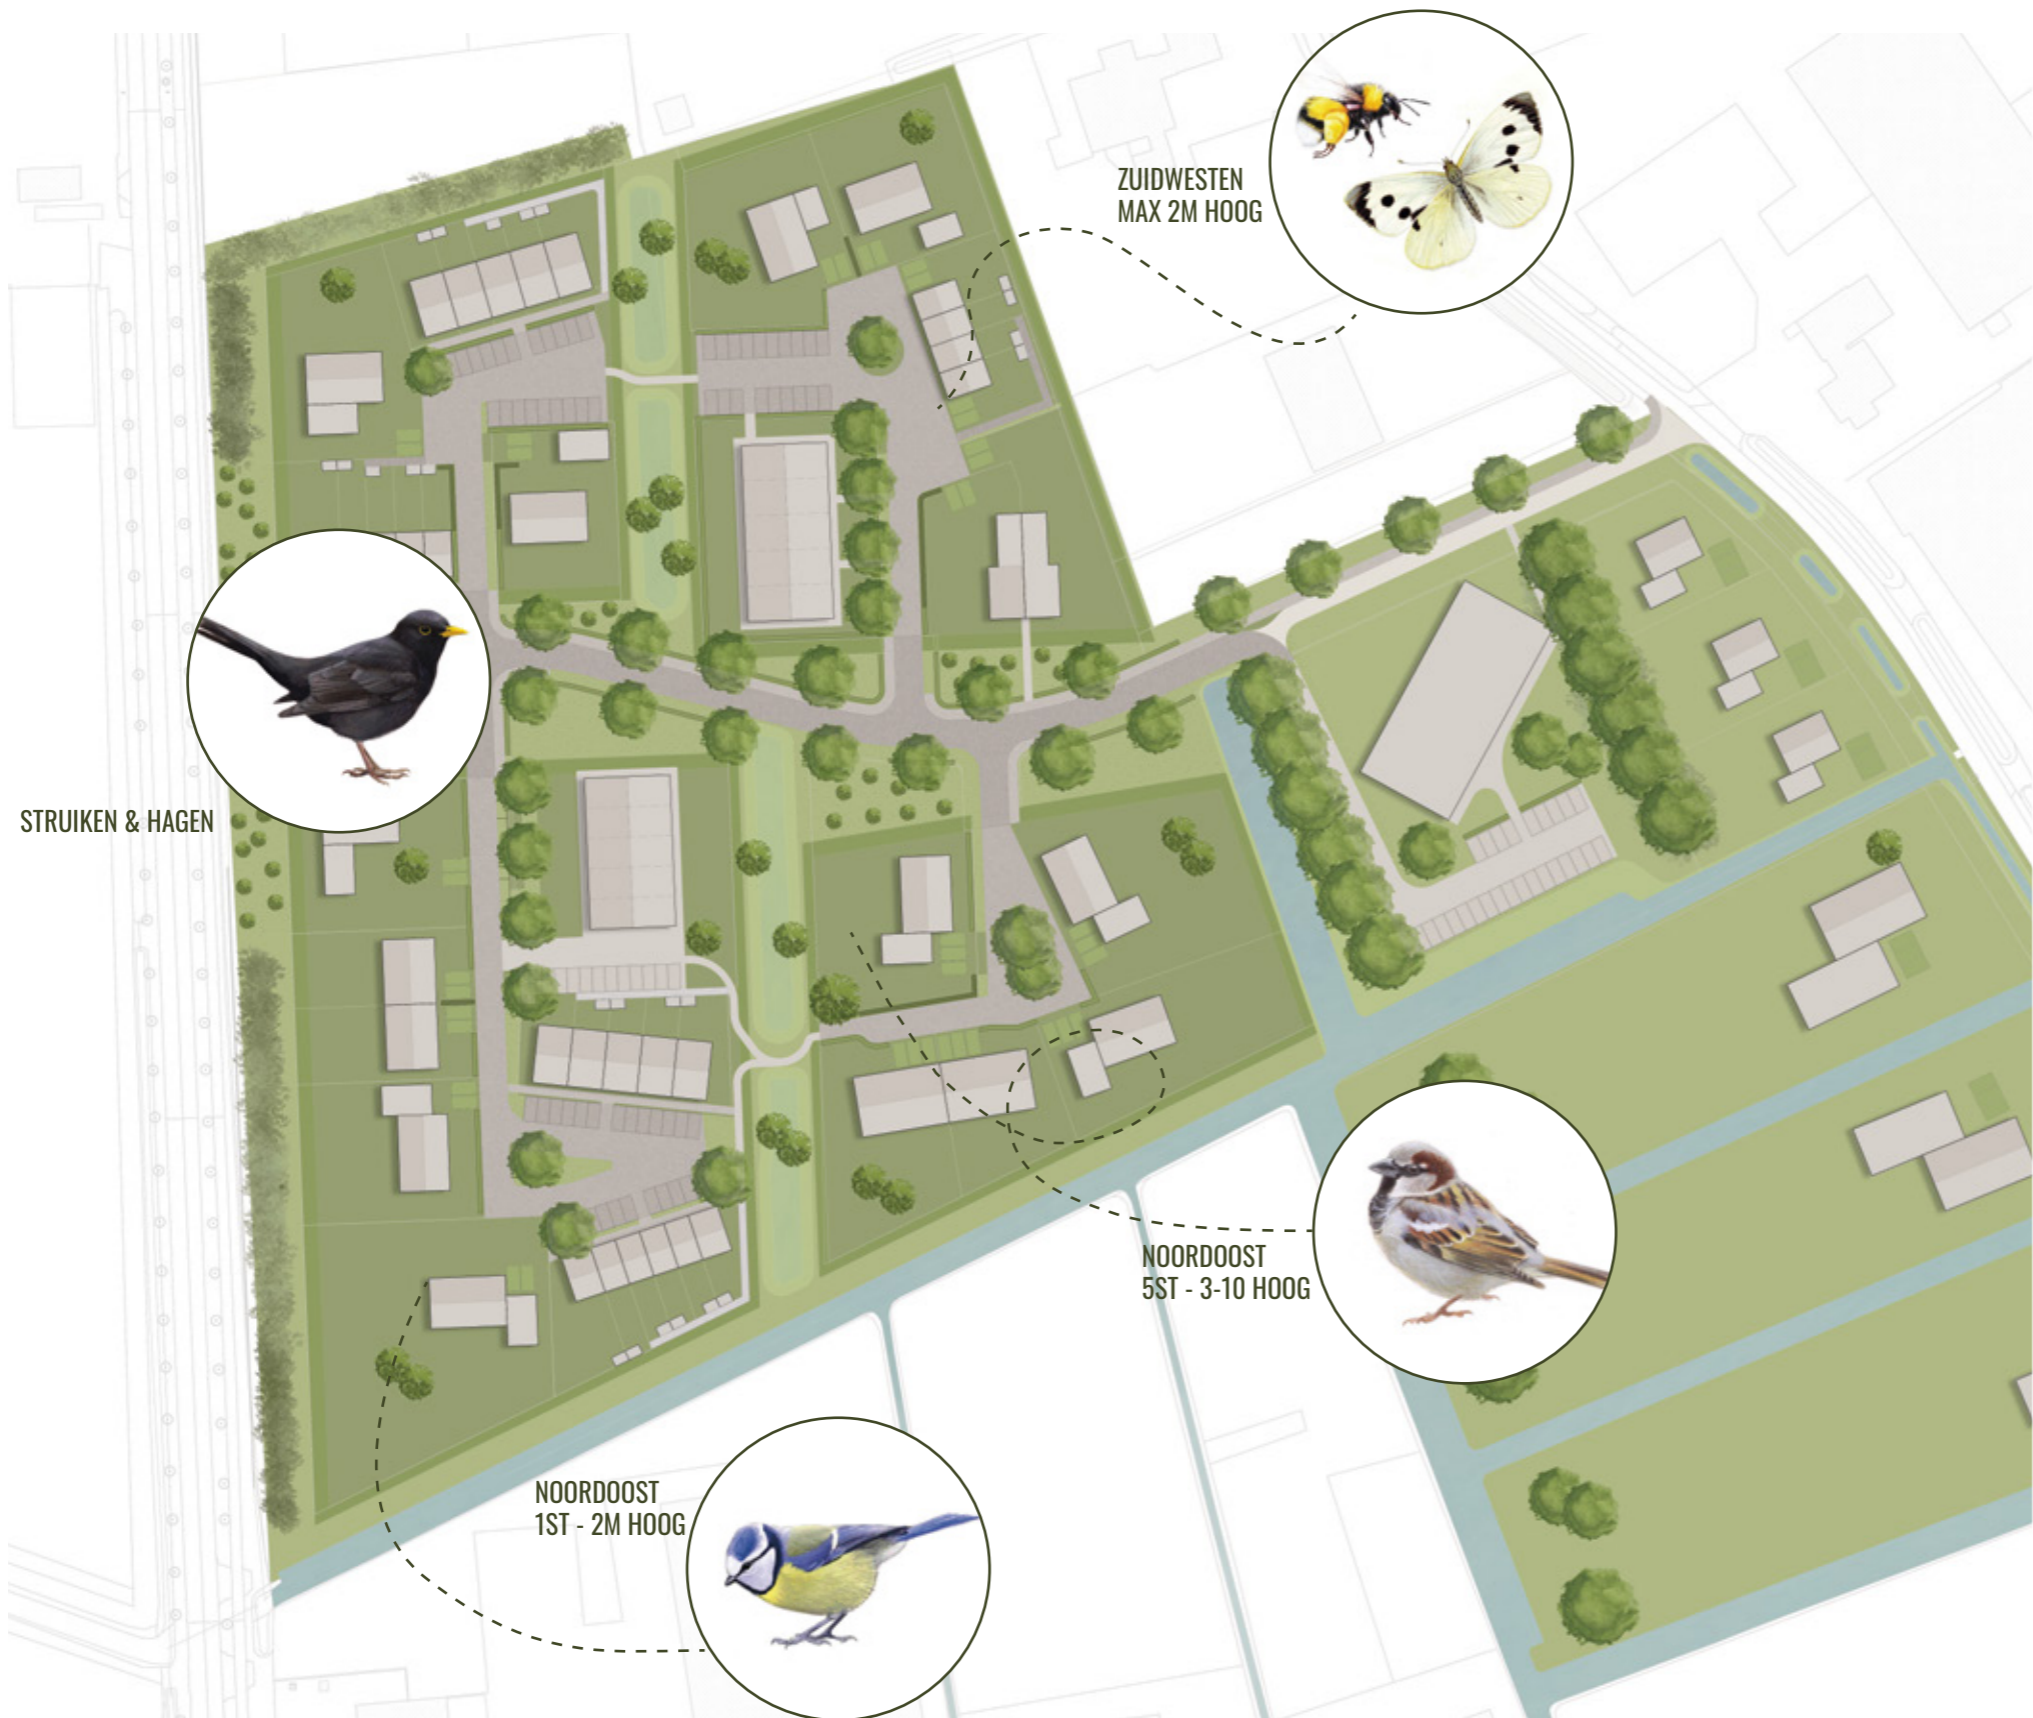 ZUIDWESTEN
MAX 2M HOOG
STRUIKEN & HAGEN
NOORDOOST
5ST - 3-10 HOOG
NOORDOOST
1ST - 2M HOOG